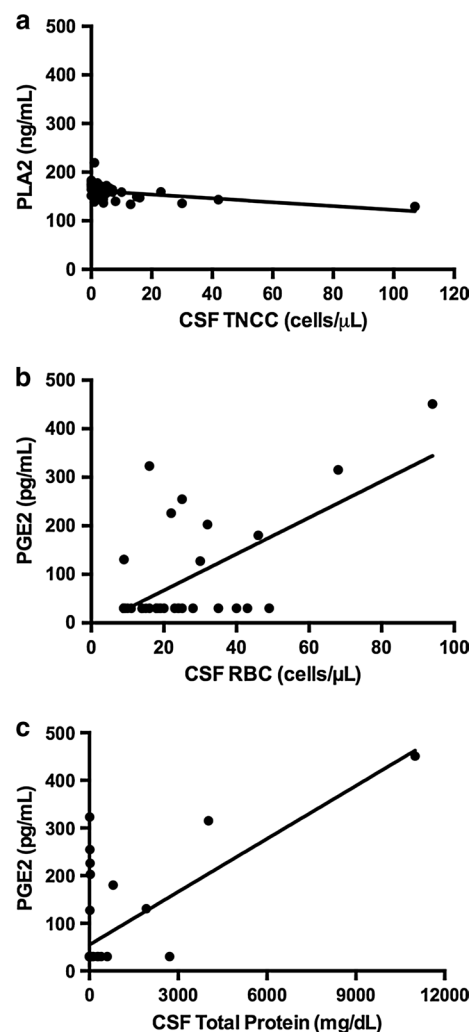 a
500
400
300
200
100
0
PLA2 (ng/mL)
0 20 40 60 80 100 120
CSF TNCC (cells/μL)
b
500
400
300
200
100
0
PGE2 (pg/mL)
0 20 40 60 80 100
CSF RBC (cells/μL)
c
500
400
300
200
100
0
PGE2 (pg/mL)
0 3000 6000 9000 12000
CSF Total Protein (mg/dL)